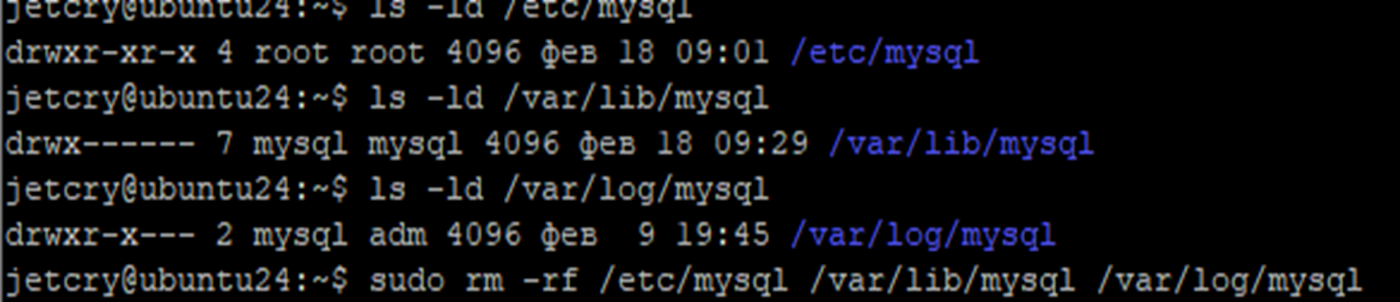 jetcry@ubuntu24:~$ ls -ld /etc/mysql
drwxr-xr-x 4 root root 4096 фев 18 09:01 /etc/mysql
jetcry@ubuntu24:~$ ls -ld /var/lib/mysql
drwx------ 7 mysql mysql 4096 фев 18 09:29 /var/lib/mysql
jetcry@ubuntu24:~$ ls -ld /var/log/mysql
drwxr-x--- 2 mysql adm 4096 фев  9 19:45 /var/log/mysql
jetcry@ubuntu24:~$ sudo rm -rf /etc/mysql /var/lib/mysql /var/log/mysql